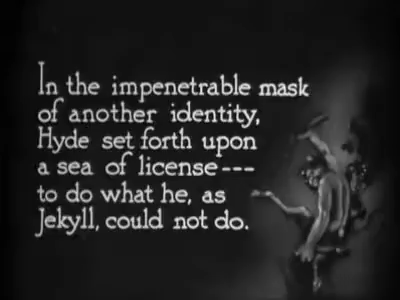 In the impenetrable mask
of another identity,
Hyde set forth upon
a sea of license---
to do what he, as
Jekyll, could not do.